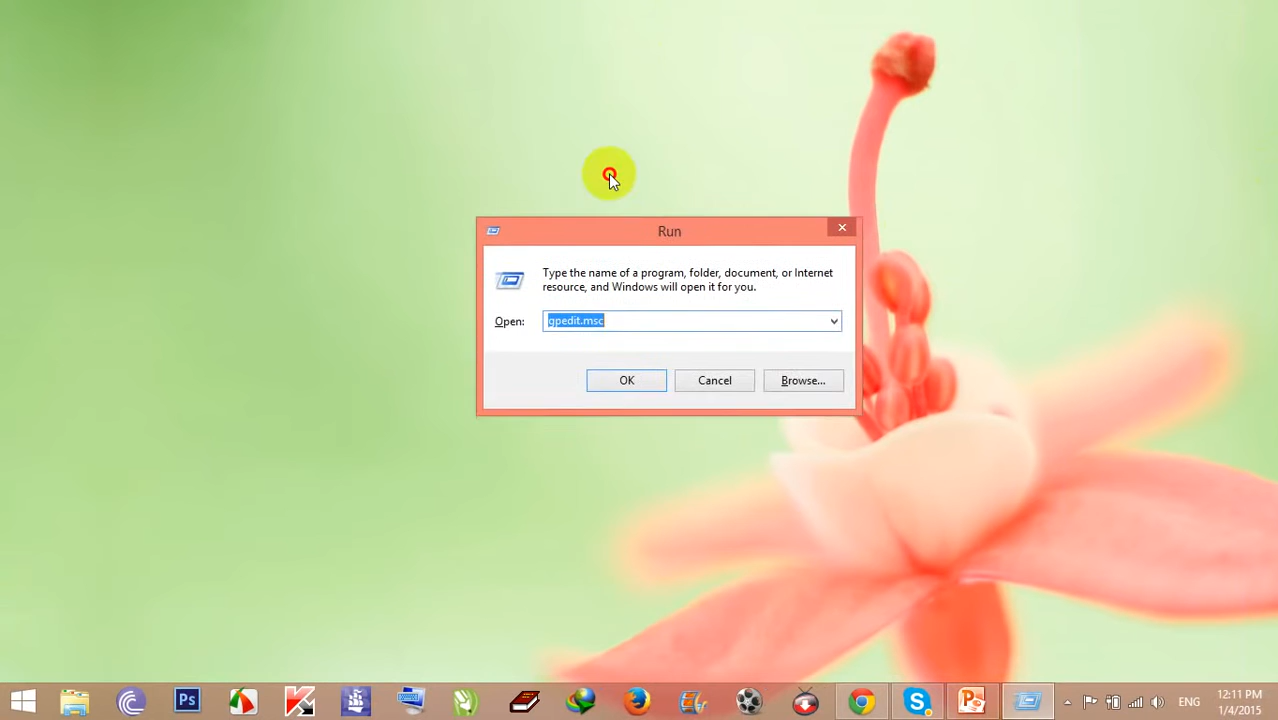 Run
Type the name of a program, folder, document, or Internet
resource, and Windows will open it for you.
Open: gpedit.msc
OK Cancel Browse...
Ps
ENG
12:11 PM
1/4/2015